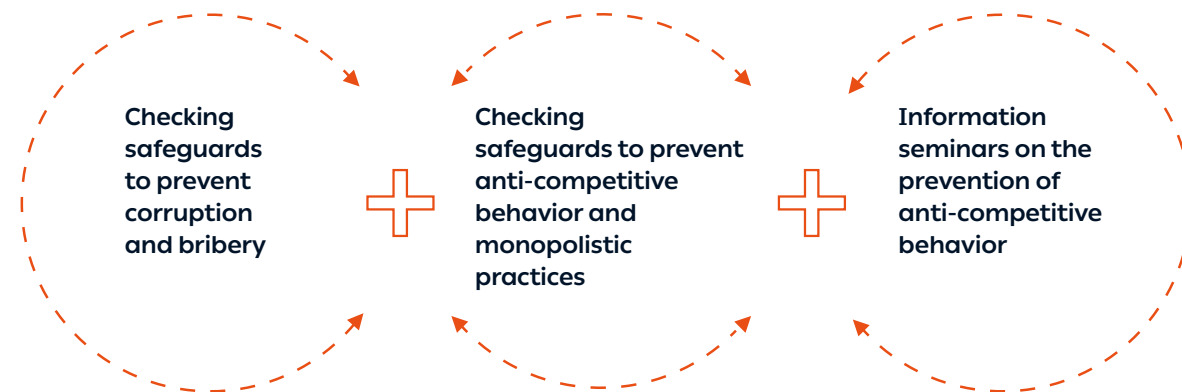 Checking
safeguards
to prevent
corruption
and bribery
Checking
safeguards to prevent
anti-competitive
behavior and
monopolistic
practices
Information
seminars on the
prevention of
anti-competitive
behavior